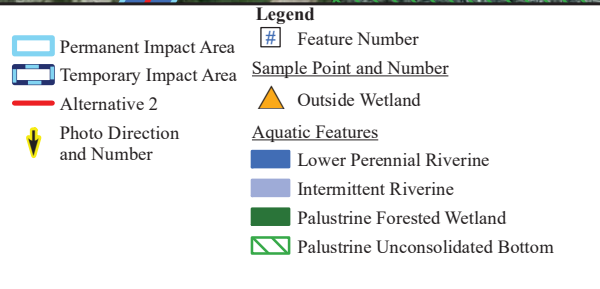 Legend
Permanent Impact Area
Temporary Impact Area
Alternative 2
Photo Direction
and Number
# Feature Number
Sample Point and Number
Outside Wetland
Aquatic Features
Lower Perennial Riverine
Intermittent Riverine
Palustrine Forested Wetland
Palustrine Unconsolidated Bottom